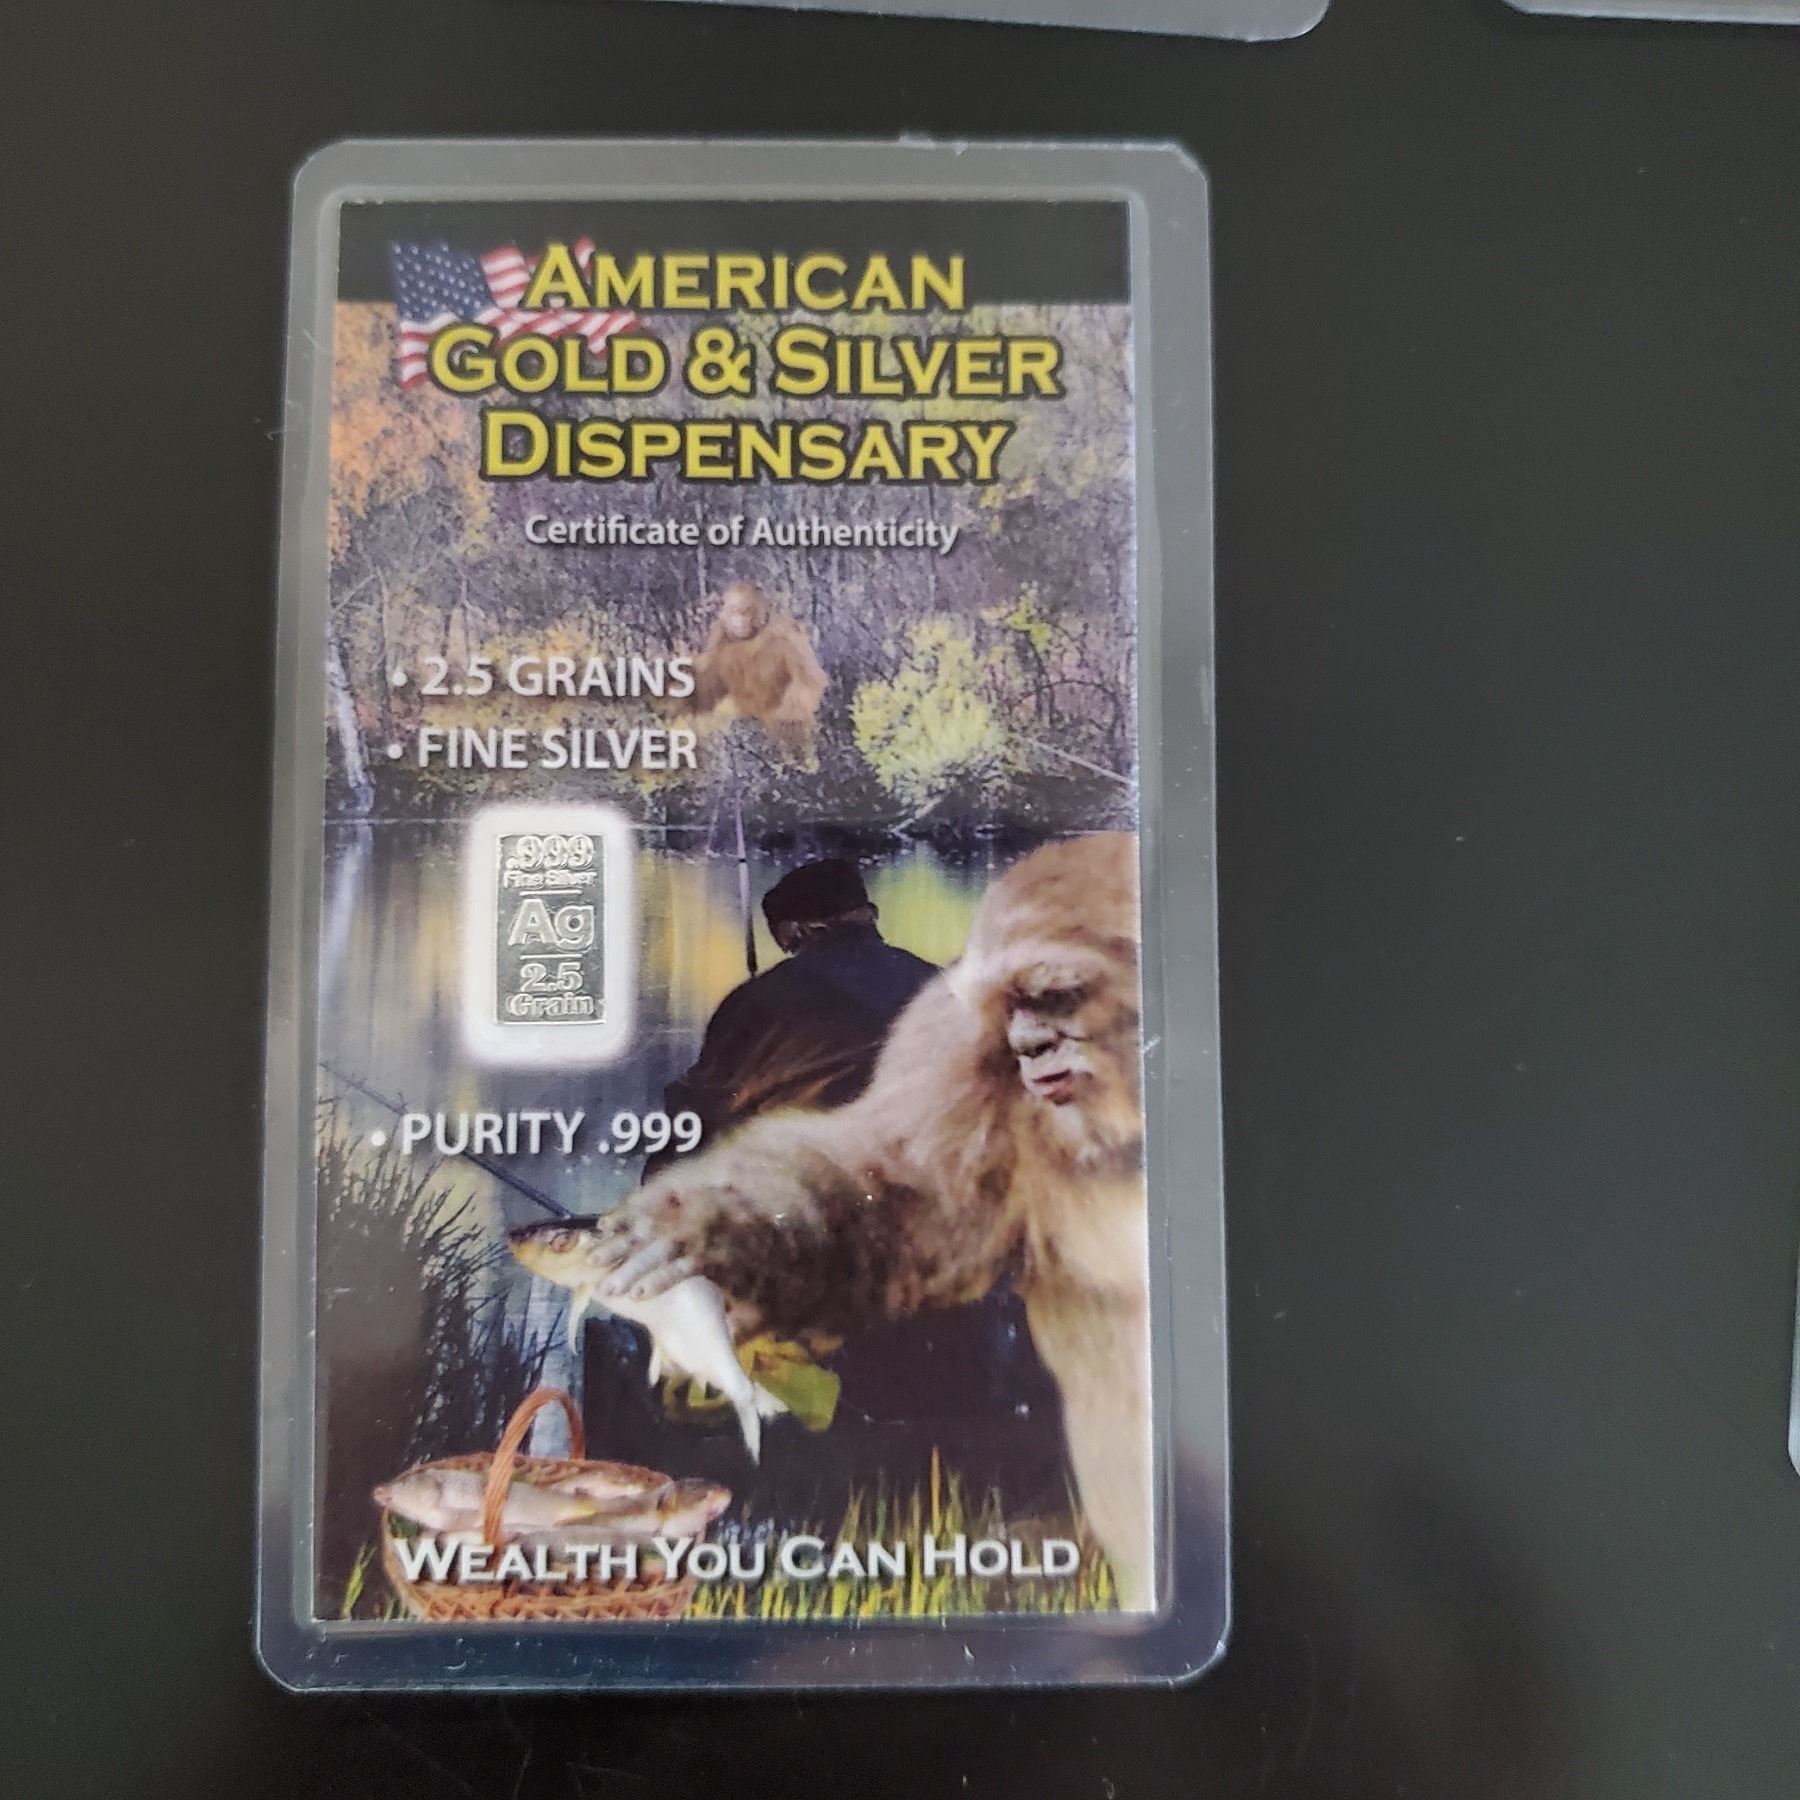 AMERICAN
GOLD & SILVER
DISPENSARY
Certificate of Authenticity
• 2.5 GRAINS
• FINE SILVER
.999
Fine Silver
Ag
2.5
Grain
• PURITY .999
WEALTH YOU CAN HOLD